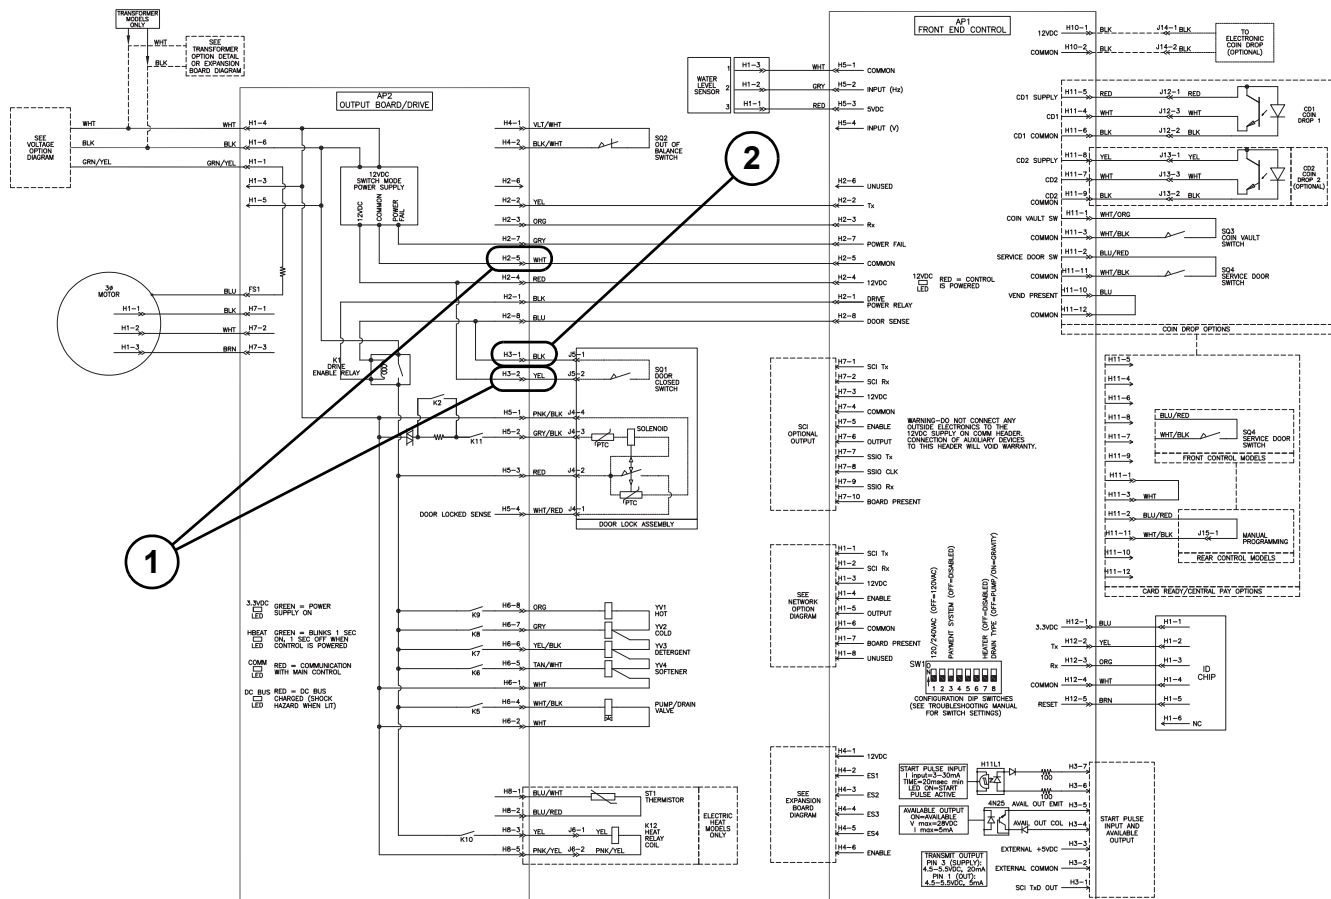 TRANSFORMER
MODELS
ONLY
WHT
BLK
SEE
TRANSFORMER
OPTION DETAIL
OR EXPANSION
BOARD DIAGRAM
SEE
VOLTAGE
OPTION
DIAGRAM
WHT
BLK
GRN/YEL
AP2
OUTPUT BOARD/DRIVE
WHT H1-4
BLK H1-6
GRN/YEL H1-1
H1-3
H1-5
12VDC
SWITCH MODE
POWER SUPPLY
12VDC
COMMON
POWER
FAIL
3ø
MOTOR
BLU FS1
H1-1 BLK H7-1
H1-2 WHT H7-2
H1-3 BRN H7-3
K1
DRIVE
ENABLE RELAY
K2
K11
H4-1 VLT/WHT
H4-2 BLK/WHT
SQ2
OUT OF
BALANCE
SWITCH
H2-6
H2-2 YEL
H2-3 ORG
H2-7 GRY
H2-5 WHT
H2-4 RED
H2-1 BLK
H2-8 BLU
H3-1 BLK J5-1
H3-2 YEL J5-2
SQ1
DOOR
CLOSED
SWITCH
H5-1 PNK/BLK J4-4
H5-2 GRY/BLK J4-3
PTC
SOLENOID
H5-3 RED J4-2
PTC
DOOR LOCKED SENSE H5-4 WHT/RED J4-1
DOOR LOCK ASSEMBLY
1
2
3.3VDC
LED
GREEN = POWER
SUPPLY ON
HBEAT
LED
GREEN = BLINKS 1 SEC
ON, 1 SEC OFF WHEN
CONTROL IS POWERED
COMM
LED
RED = COMMUNICATION
WITH MAIN CONTROL
DC BUS
LED
RED = DC BUS
CHARGED (SHOCK
HAZARD WHEN LIT)
K9 H6-8 ORG
YV1
HOT
K8 H6-7 GRY
YV2
COLD
K7 H6-6 YEL/BLK
YV3
DETERGENT
K6 H6-5 TAN/WHT
YV4
SOFTENER
H6-1 WHT
K5 H6-4 WHT/BLK
PUMP/DRAIN
VALVE
H6-2 WHT
H8-1 BLU/WHT
ST1
THERMISTOR
H8-2 BLU/RED
K10 H8-3 YEL J6-1 YEL
K12
HEAT
RELAY
COIL
H8-5 PNK/YEL J6-2 PNK/YEL
ELECTRIC
HEAT
MODELS
ONLY
AP1
FRONT END CONTROL
WATER
LEVEL
SENSOR
1 H1-3 WHT H5-1 COMMON
2 H1-2 GRY H5-2 INPUT (Hz)
3 H1-1 RED H5-3 5VDC
H5-4 INPUT (V)
H2-6 UNUSED
H2-2 Tx
H2-3 Rx
H2-7 POWER FAIL
H2-5 COMMON
H2-4 12VDC
H2-1 DRIVE
POWER RELAY
H2-8 DOOR SENSE
12VDC
LED
RED = CONTROL
IS POWERED
SCI
OPTIONAL
OUTPUT
H7-1 SCI Tx
H7-2 SCI Rx
H7-3 12VDC
H7-4 COMMON
H7-5 ENABLE
H7-6 OUTPUT
H7-7 SSIO Tx
H7-8 SSIO CLK
H7-9 SSIO Rx
H7-10 BOARD PRESENT
WARNING-DO NOT CONNECT ANY
OUTSIDE ELECTRONICS TO THE
12VDC SUPPLY ON COMM HEADER.
CONNECTION OF AUXILIARY DEVICES
TO THIS HEADER WILL VOID WARRANTY.
SEE
NETWORK
OPTION
DIAGRAM
H1-1 SCI Tx
H1-2 SCI Rx
H1-3 12VDC
H1-4 ENABLE
H1-5 OUTPUT
H1-6 COMMON
H1-7 BOARD PRESENT
H1-8 UNUSED
120/240VAC (OFF=120VAC)
PAYMENT SYSTEM (OFF=DISABLED)
HEATER (OFF=DISABLED)
DRAIN TYPE (OFF=PUMP/ON=GRAVITY)
SW1
O
N
1 2 3 4 5 6 7 8
CONFIGURATION DIP SWITCHES
(SEE TROUBLESHOOTING MANUAL
FOR SWITCH SETTINGS)
SEE
EXPANSION
BOARD
DIAGRAM
H4-1 12VDC
H4-2 ES1
H4-3 ES2
H4-4 ES3
H4-5 ES4
H4-6 ENABLE
START PULSE INPUT
I input=3-30mA
TIME=20msec min
LED ON=START
PULSE ACTIVE
AVAILABLE OUTPUT
ON=AVAILABLE
V max=28VDC
I max=5mA
TRANSMIT OUTPUT
PIN 3 (SUPPLY):
4.5-5.5VDC, 20mA
PIN 1 (OUT):
4.5-5.5VDC, 5mA
H11L1
100
100
4N25
H3-7
H3-6
AVAIL OUT EMIT H3-5
AVAIL OUT COL H3-4
EXTERNAL +5VDC H3-3
EXTERNAL COMMON H3-2
SCI TxD OUT H3-1
START PULSE
INPUT AND
AVAILABLE
OUTPUT
12VDC H10-1 BLK J14-1 BLK
COMMON H10-2 BLK J14-2 BLK
TO
ELECTRONIC
COIN DROP
(OPTIONAL)
CD1 SUPPLY H11-5 RED J12-1 RED
CD1 H11-4 WHT J12-3 WHT
CD1 COMMON H11-6 BLK J12-2 BLK
CD1
COIN
DROP 1
CD2 SUPPLY H11-8 YEL J13-1 YEL
CD2 H11-7 WHT J13-3 WHT
CD2
COMMON H11-9 BLK J13-2 BLK
CD2
COIN
DROP 2
(OPTIONAL)
COIN VAULT SW H11-1 WHT/ORG
COMMON H11-3 WHT/BLK
SQ3
COIN VAULT
SWITCH
SERVICE DOOR SW H11-2 BLU/RED
COMMON H11-11 WHT/BLK
SQ4
SERVICE DOOR
SWITCH
VEND PRESENT H11-10 BLU
COMMON H11-12
COIN DROP OPTIONS
H11-5
H11-4
H11-6
H11-8
H11-7
H11-9
H11-1
H11-3 WHT
H11-2 BLU/RED
H11-11 WHT/BLK J15-1
H11-10
H11-12
BLU/RED
WHT/BLK
SQ4
SERVICE DOOR
SWITCH
FRONT CONTROL MODELS
MANUAL
PROGRAMMING
REAR CONTROL MODELS
CARD READY/CENTRAL PAY OPTIONS
3.3VDC H12-1 BLU H1-1
Tx H12-2 YEL H1-2
Rx H12-3 ORG H1-3
COMMON H12-4 WHT H1-4
RESET H12-5 BRN H1-5
H1-6 NC
ID
CHIP